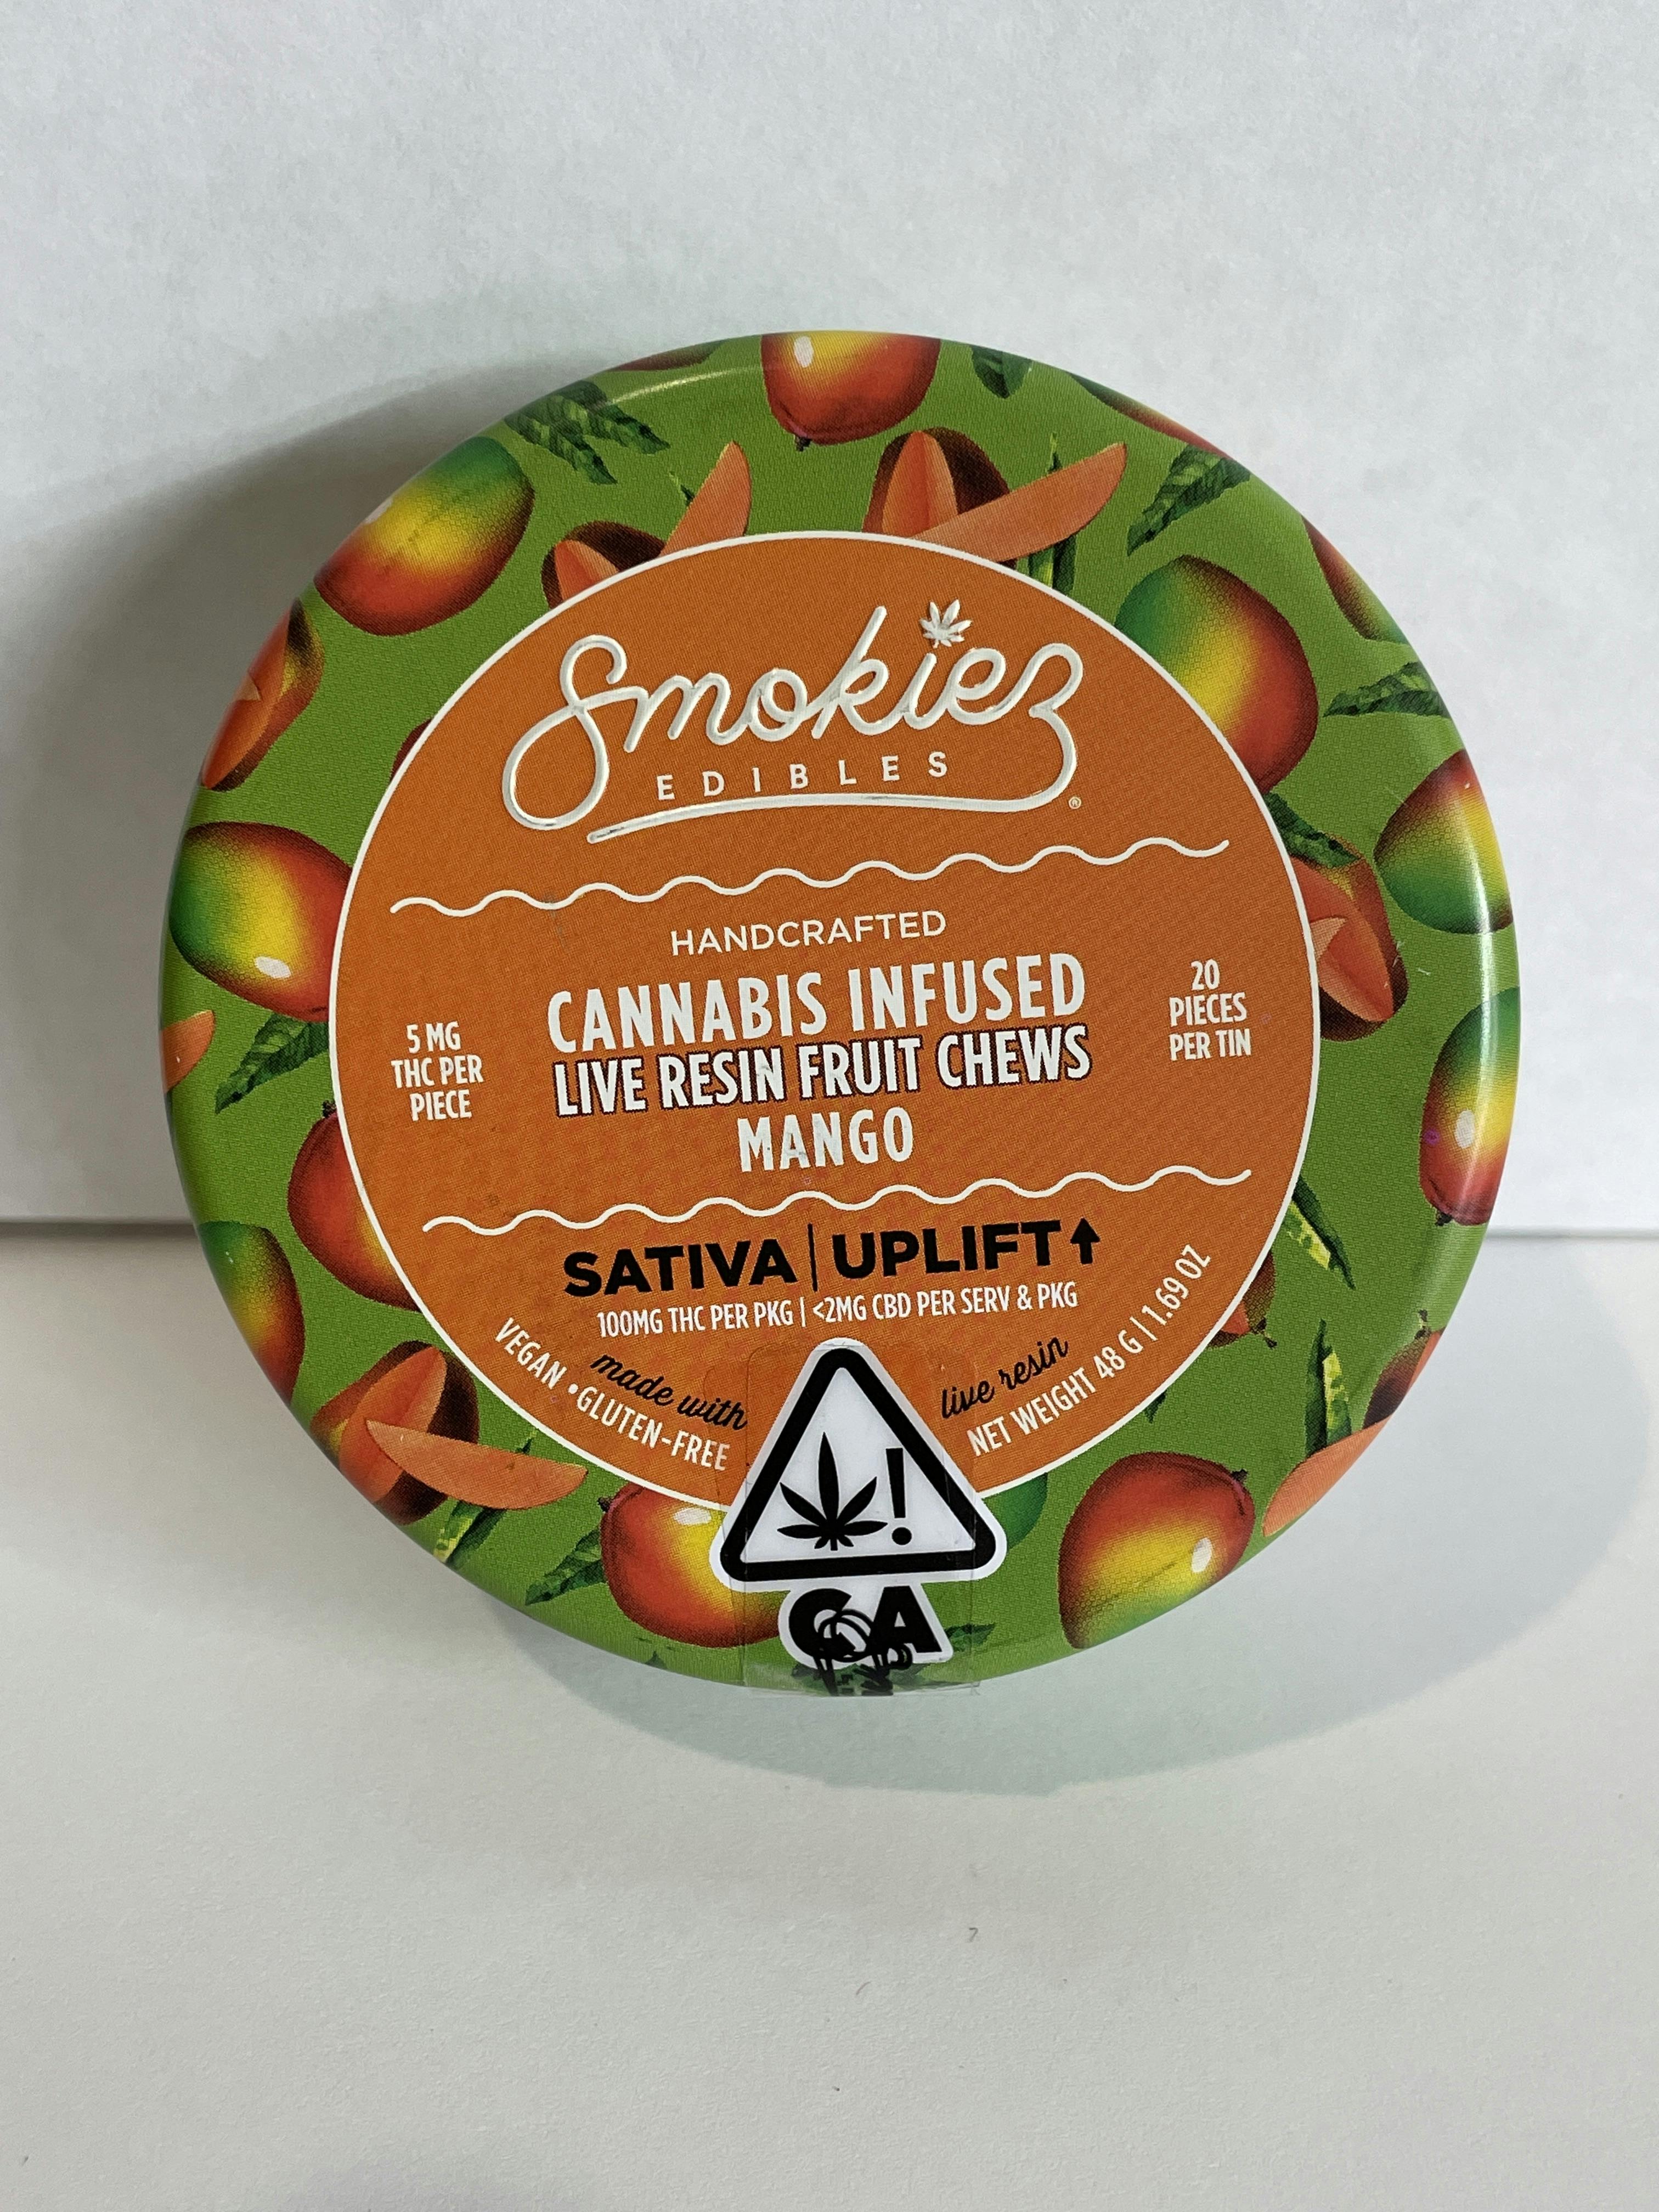 Smokiez
EDIBLES
®
HANDCRAFTED
CANNABIS INFUSED
LIVE RESIN FRUIT CHEWS
MANGO
5 MG
THC PER
PIECE
20
PIECES
PER TIN
SATIVA | UPLIFT↑
100MG THC PER PKG | <2MG CBD PER SERV & PKG
made with
live resin
VEGAN • GLUTEN-FREE
NET WEIGHT 48 G | 1.69 OZ
!
CA